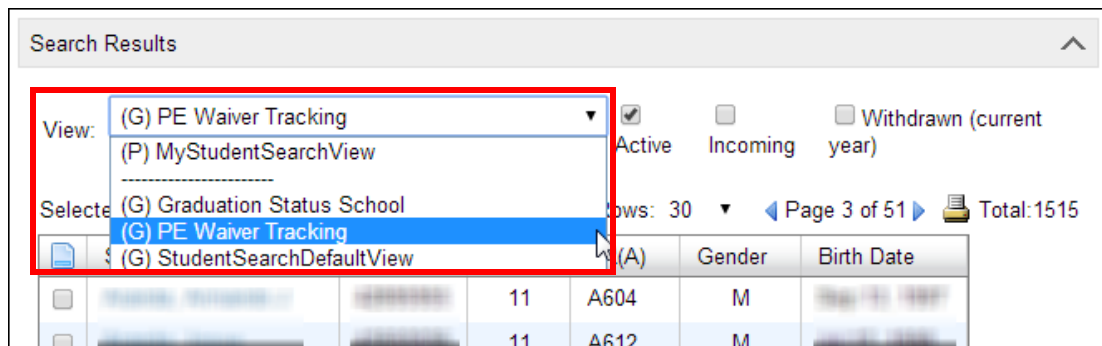 Search Results
View: (G) PE Waiver Tracking
Active Incoming Withdrawn (current year)
(P) MyStudentSearchView
-----------------------
(G) Graduation Status School
(G) PE Waiver Tracking
(G) StudentSearchDefaultView
Selecte Rows: 30 Page 3 of 51 Total:1515
S (A) Gender Birth Date
11 A604 M
11 A612 M